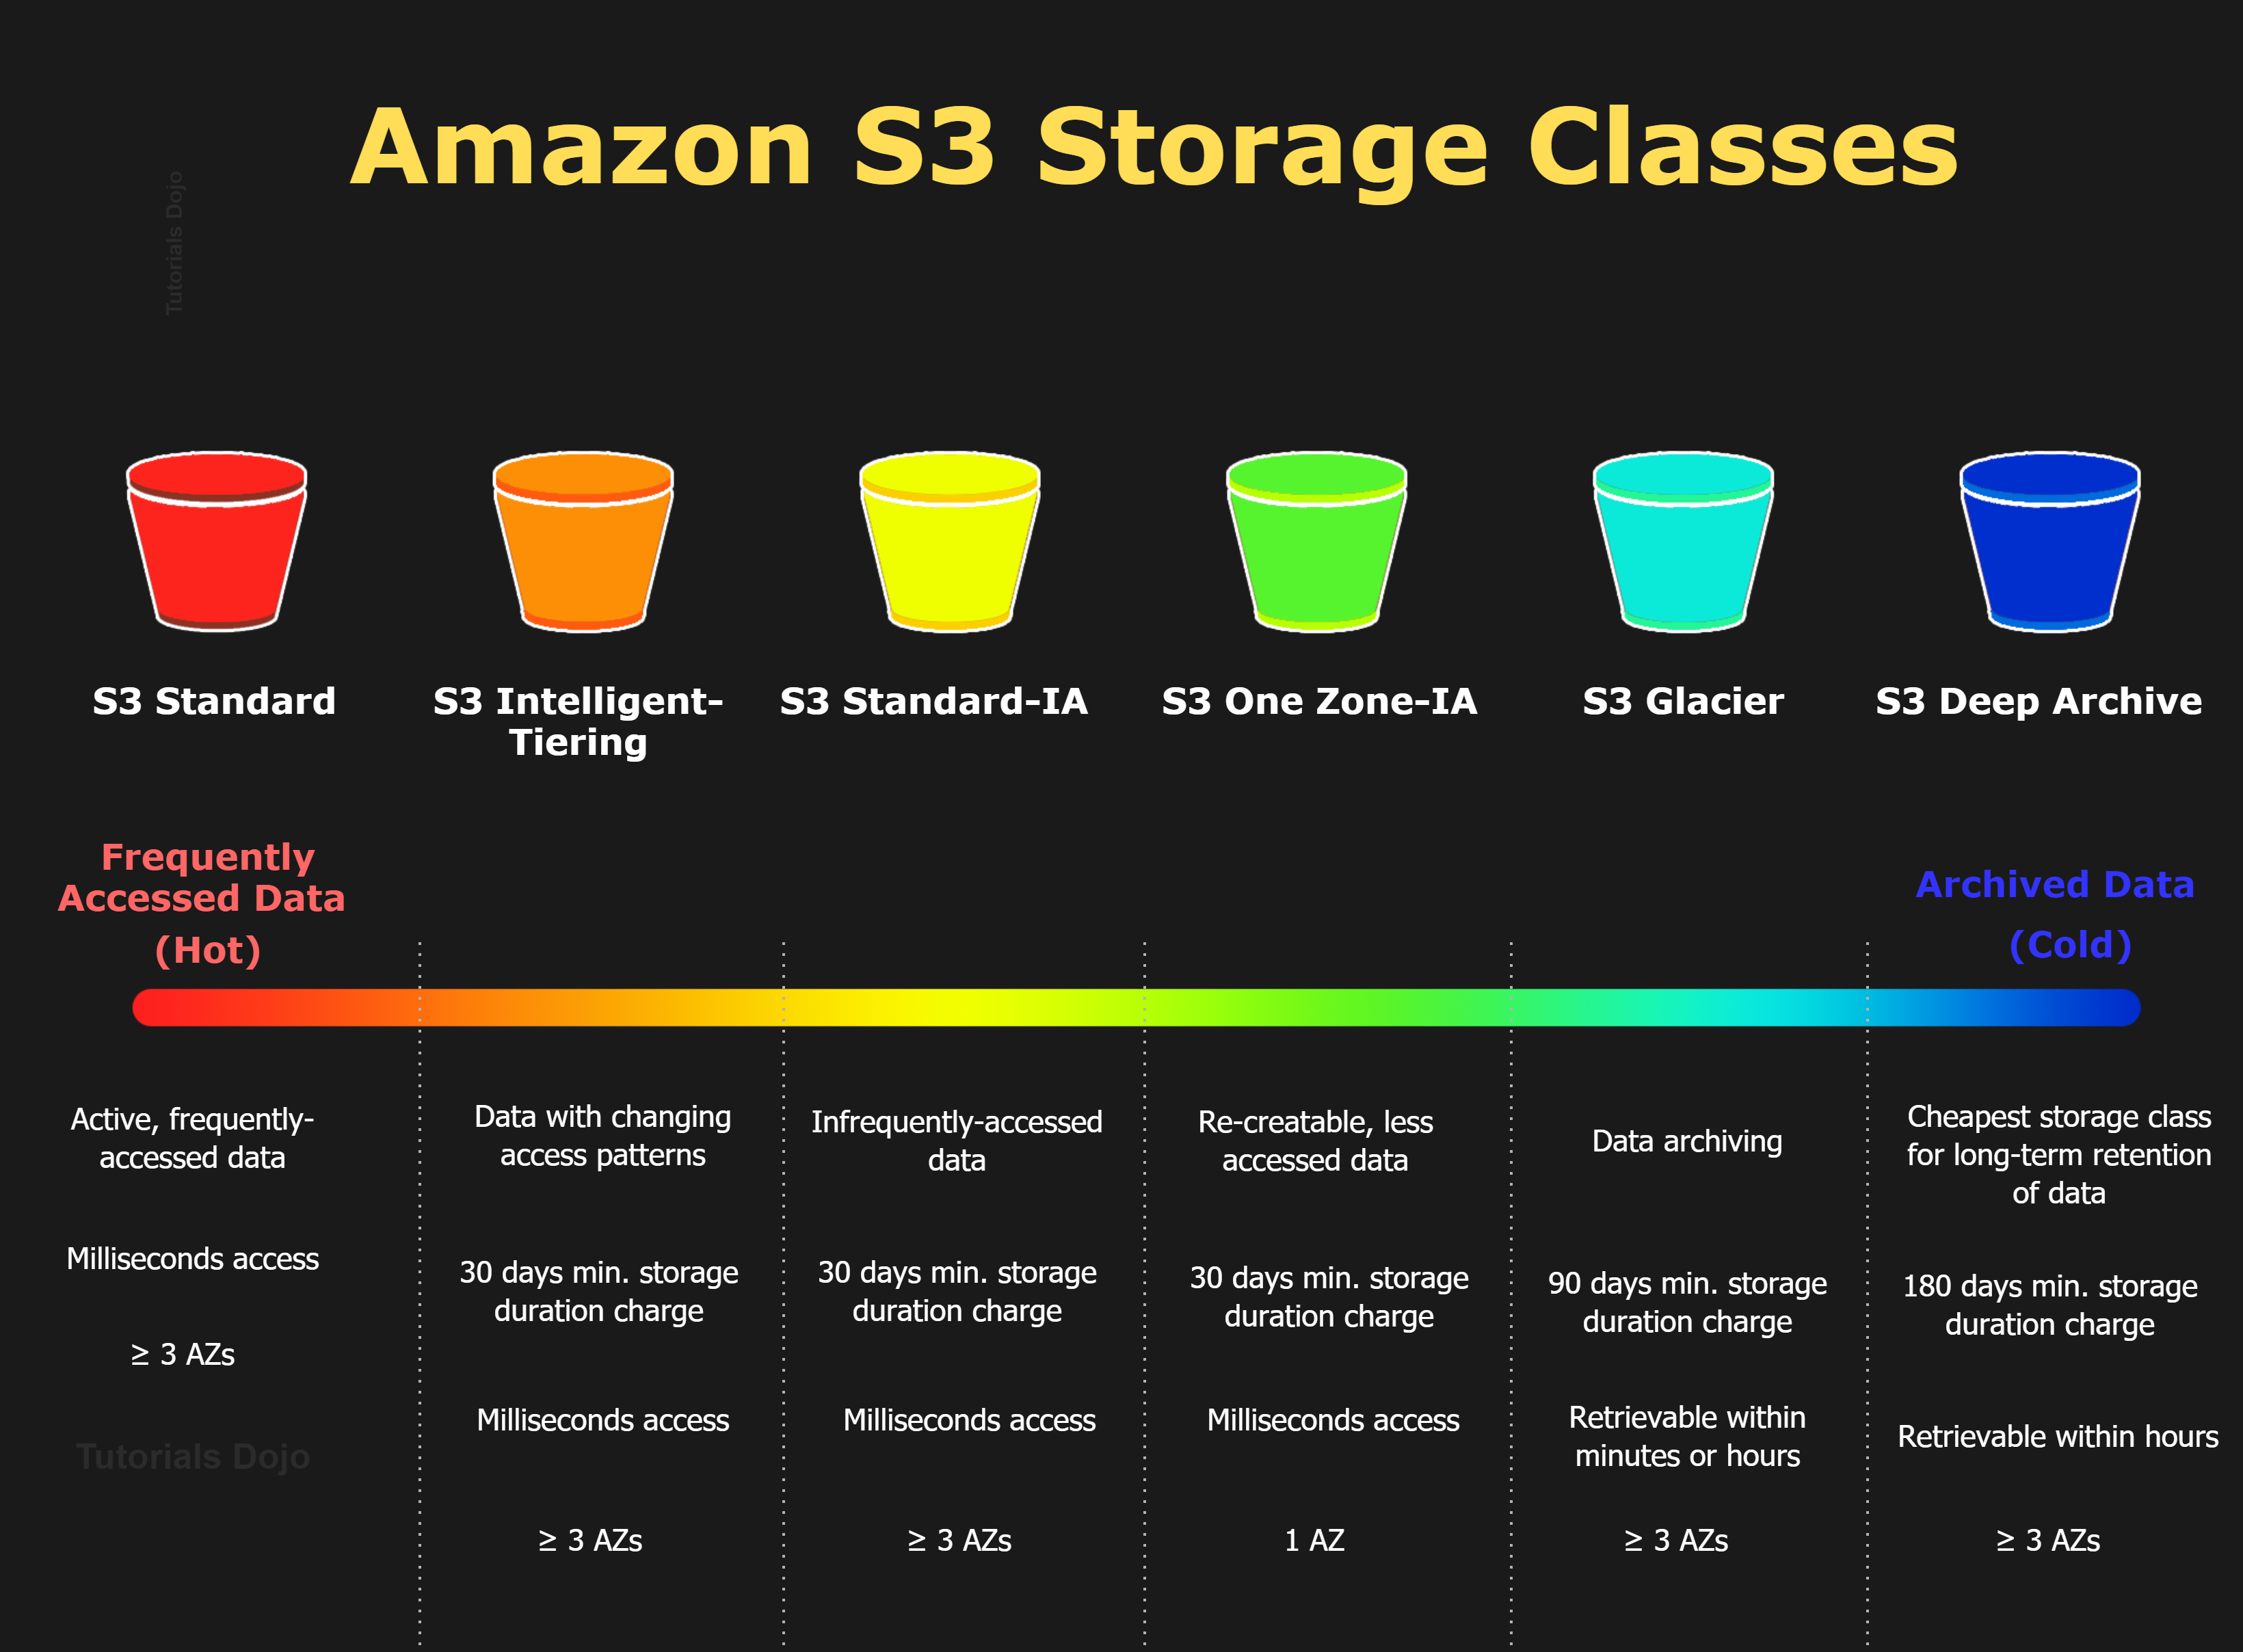 Amazon S3 Storage Classes
Tutorials Dojo
S3 Standard
S3 Intelligent-
Tiering
S3 Standard-IA
S3 One Zone-IA
S3 Glacier
S3 Deep Archive
Frequently
Accessed Data
(Hot)
Archived Data
(Cold)
Active, frequently-
accessed data
Milliseconds access
≥ 3 AZs
Tutorials Dojo
Data with changing
access patterns
30 days min. storage
duration charge
Milliseconds access
≥ 3 AZs
Infrequently-accessed
data
30 days min. storage
duration charge
Milliseconds access
≥ 3 AZs
Re-creatable, less
accessed data
30 days min. storage
duration charge
Milliseconds access
1 AZ
Data archiving
90 days min. storage
duration charge
Retrievable within
minutes or hours
≥ 3 AZs
Cheapest storage class
for long-term retention
of data
180 days min. storage
duration charge
Retrievable within hours
≥ 3 AZs